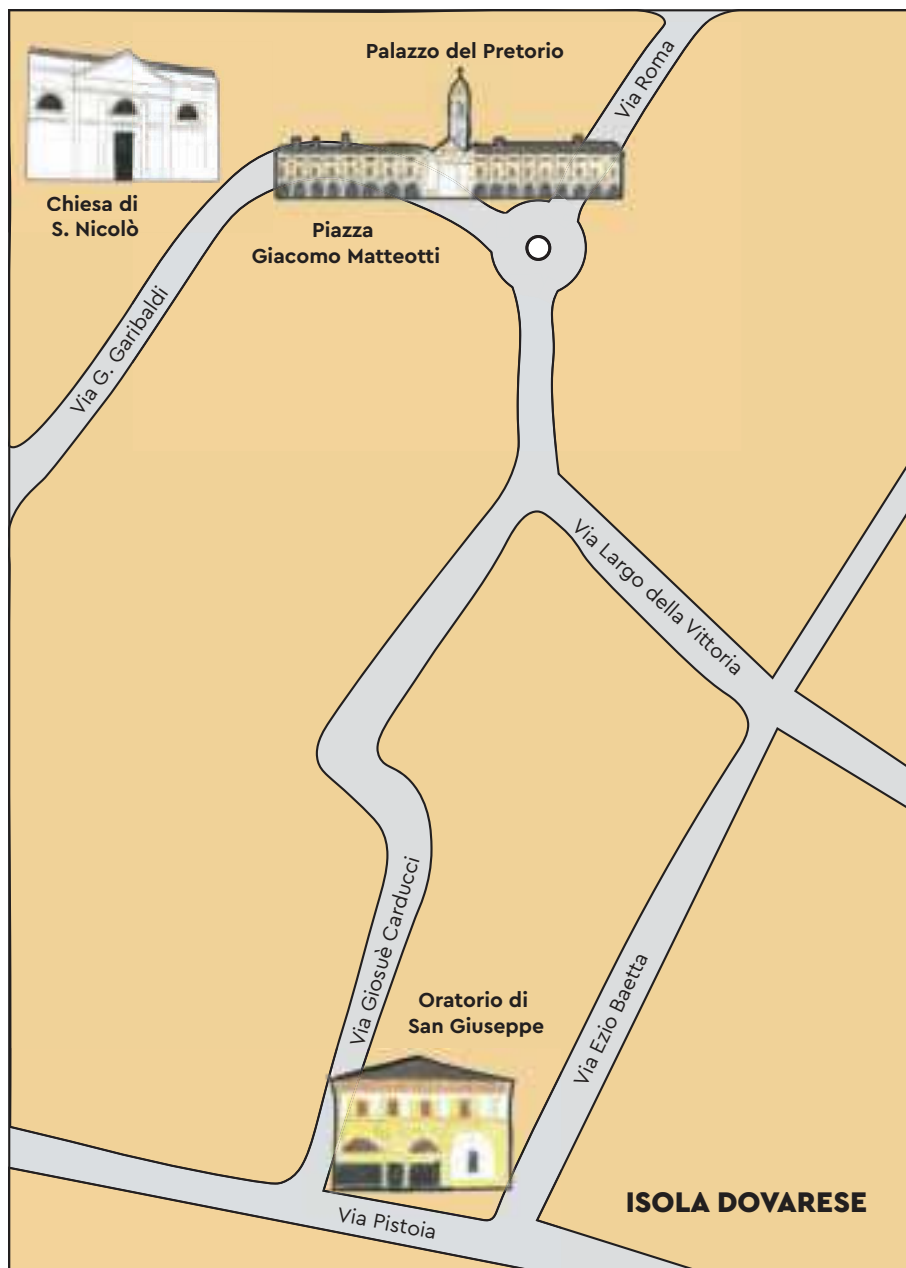 Palazzo del Pretorio
Via Roma
Chiesa di
S. Nicolò
Piazza
Giacomo Matteotti
Via G. Garibaldi
Via Largo della Vittoria
Via Giosuè Carducci
Oratorio di
San Giuseppe
Via Ezio Baetta
ISOLA DOVARESE
Via Pistoia